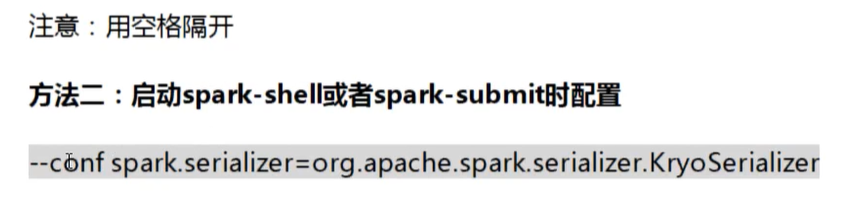 注意：用空格隔开
方法二：启动spark-shell或者spark-submit时配置
--conf spark.serializer=org.apache.spark.serializer.KryoSerializer